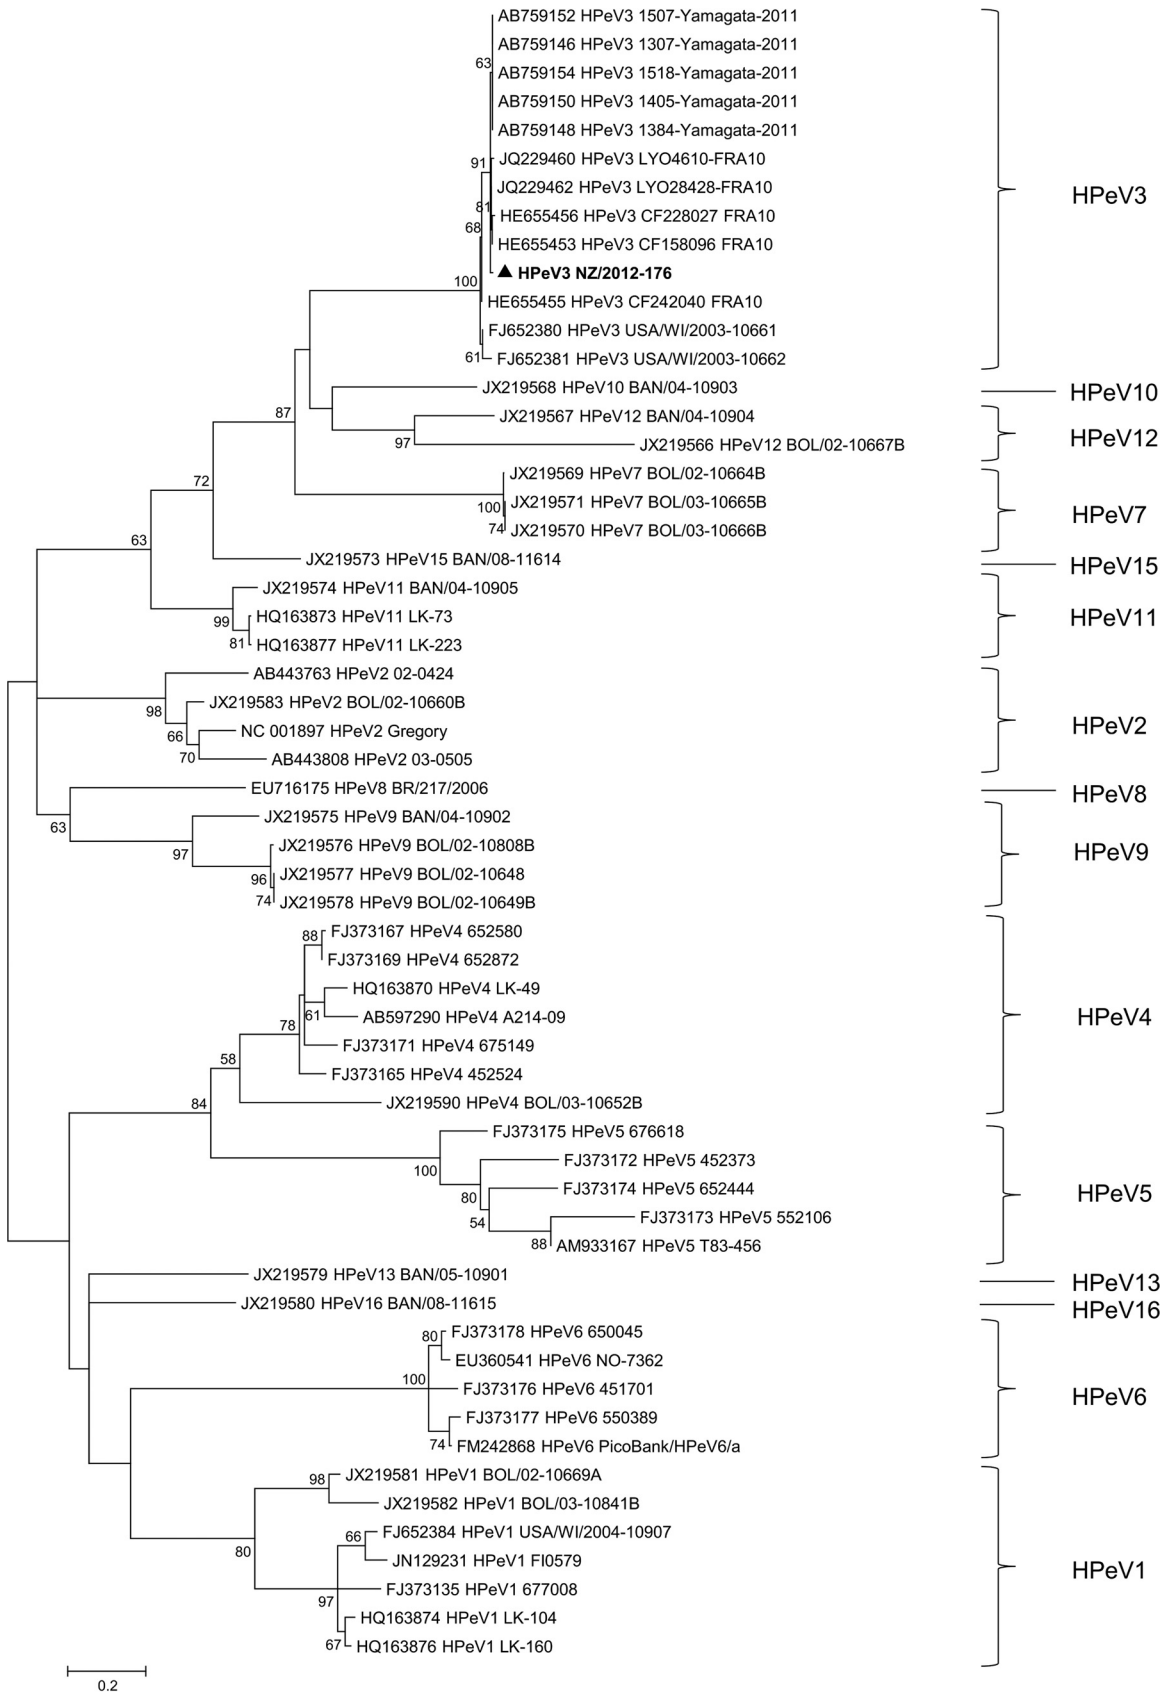 AB759152 HPeV3 1507-Yamagata-2011
AB759146 HPeV3 1307-Yamagata-2011
63
AB759154 HPeV3 1518-Yamagata-2011
AB759150 HPeV3 1405-Yamagata-2011
AB759148 HPeV3 1384-Yamagata-2011
91
JQ229460 HPeV3 LYO4610-FRA10
JQ229462 HPeV3 LYO28428-FRA10
HPeV3
81
HE655456 HPeV3 CF228027 FRA10
68
HE655453 HPeV3 CF158096 FRA10
HPeV3 NZ/2012-176
100
HE655455 HPeV3 CF242040 FRA10
FJ652380 HPeV3 USA/WI/2003-10661
61
FJ652381 HPeV3 USA/WI/2003-10662
JX219568 HPeV10 BAN/04-10903
HPeV10
87
JX219567 HPeV12 BAN/04-10904
HPeV12
97
JX219566 HPeV12 BOL/02-10667B
JX219569 HPeV7 BOL/02-10664B
72
100
JX219571 HPeV7 BOL/03-10665B
HPeV7
74
JX219570 HPeV7 BOL/03-10666B
63
JX219573 HPeV15 BAN/08-11614
HPeV15
JX219574 HPeV11 BAN/04-10905
99
HQ163873 HPeV11 LK-73
HPeV11
81
HQ163877 HPeV11 LK-223
AB443763 HPeV2 02-0424
98
JX219583 HPeV2 BOL/02-10660B
66
NC 001897 HPeV2 Gregory
HPeV2
70
AB443808 HPeV2 03-0505
EU716175 HPeV8 BR/217/2006
HPeV8
63
JX219575 HPeV9 BAN/04-10902
97
JX219576 HPeV9 BOL/02-10808B
HPeV9
96
JX219577 HPeV9 BOL/02-10648
74
JX219578 HPeV9 BOL/02-10649B
88
FJ373167 HPeV4 652580
FJ373169 HPeV4 652872
HQ163870 HPeV4 LK-49
61
AB597290 HPeV4 A214-09
HPeV4
78
FJ373171 HPeV4 675149
58
FJ373165 HPeV4 452524
84
JX219590 HPeV4 BOL/03-10652B
FJ373175 HPeV5 676618
100
FJ373172 HPeV5 452373
80
FJ373174 HPeV5 652444
HPeV5
54
FJ373173 HPeV5 552106
88
AM933167 HPeV5 T83-456
JX219579 HPeV13 BAN/05-10901
HPeV13
JX219580 HPeV16 BAN/08-11615
HPeV16
80
FJ373178 HPeV6 650045
EU360541 HPeV6 NO-7362
100
FJ373176 HPeV6 451701
HPeV6
FJ373177 HPeV6 550389
74
FM242868 HPeV6 PicoBank/HPeV6/a
98
JX219581 HPeV1 BOL/02-10669A
JX219582 HPeV1 BOL/03-10841B
66
FJ652384 HPeV1 USA/WI/2004-10907
80
JN129231 HPeV1 FI0579
HPeV1
FJ373135 HPeV1 677008
97
HQ163874 HPeV1 LK-104
67
HQ163876 HPeV1 LK-160
0.2